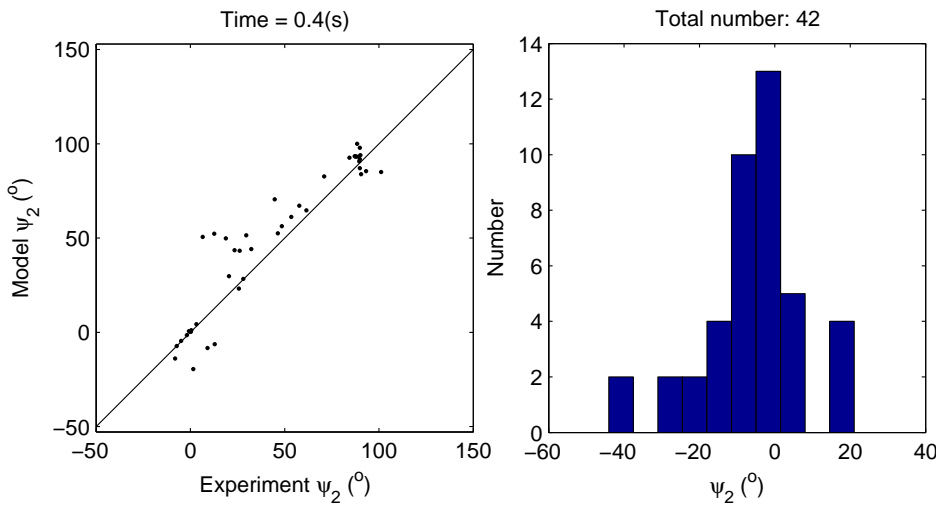 Time = 0.4(s)
150
100
50
0
−50
Model ψ2 (o)
−50 0 50 100 150
Experiment ψ2 (o)
Total number: 42
14
12
10
8
6
4
2
0
Number
−60 −40 −20 0 20 40
ψ2 (o)